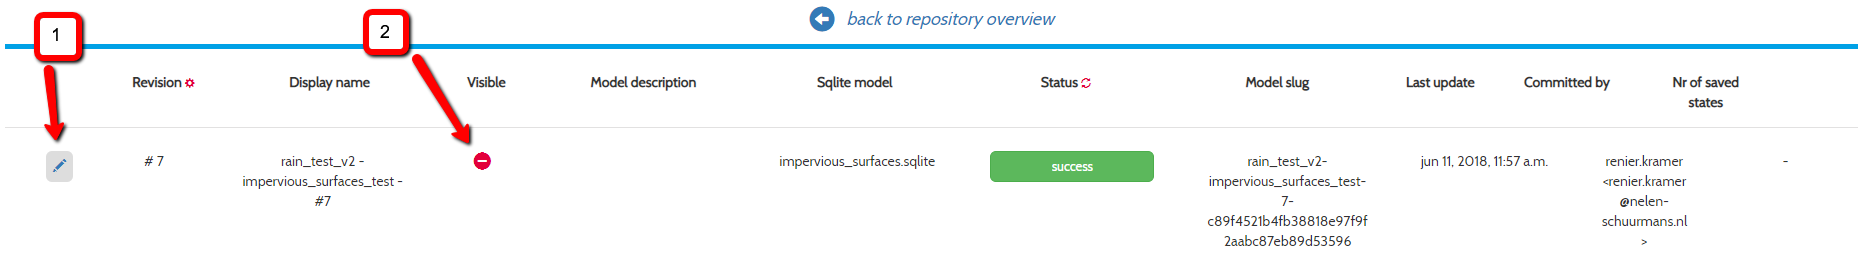 back to repository overview
1
2
Revision
Display name
Visible
Model description
Sqlite model
Status
Model slug
Last update
Committed by
Nr of saved
states
# 7
rain_test_v2 -
impervious_surfaces_test -
#7
impervious_surfaces.sqlite
success
rain_test_v2-
impervious_surfaces_test-
7-
c89f4521b4fb38818e97f9f
2aabc87eb89d53596
jun 11, 2018, 11:57 a.m.
renier.kramer
<renier.kramer
@nelen-
schuurmans.nl
>
-